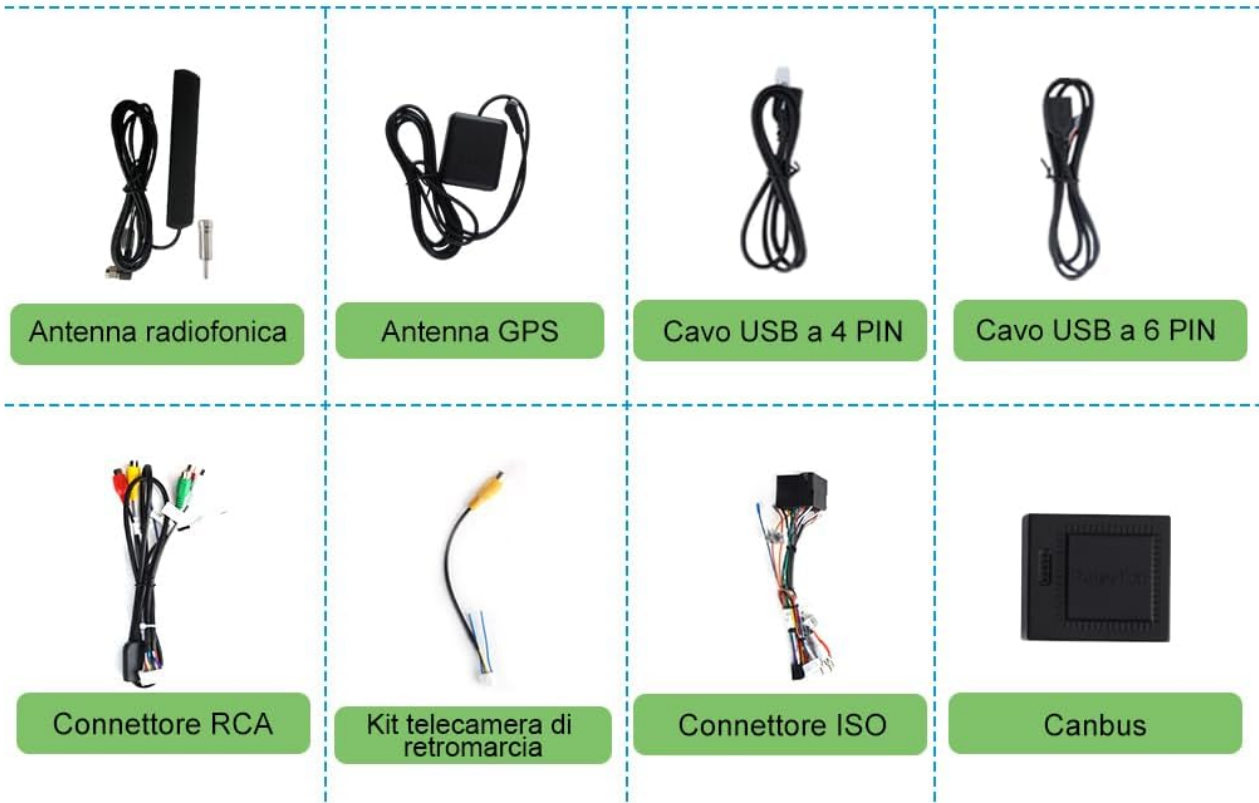 Antenna radiofonica
Antenna GPS
Cavo USB a 4 PIN
Cavo USB a 6 PIN
Connettore RCA
Kit telecamera di
retromarcia
Connettore ISO
Canbus